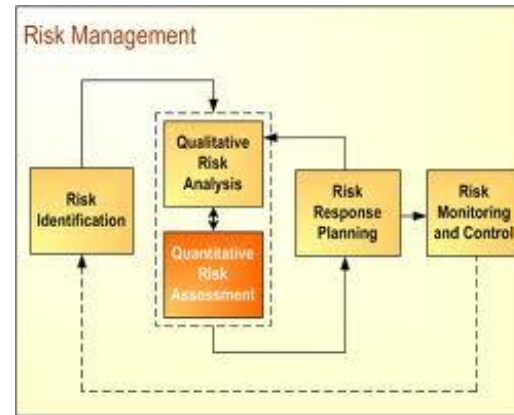 Risk Management
Risk
Identification
Qualitative
Risk
Analysis
Quantitative
Risk
Assessment
Risk
Response
Planning
Risk
Monitoring
and Control